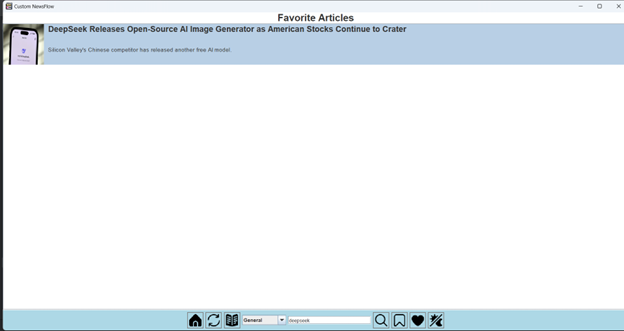 Custom NewsFlow
Favorite Articles
DeepSeek Releases Open-Source AI Image Generator as American Stocks Continue to Crater
Silicon Valley's Chinese competitor has released another free AI model.
General
deepseek